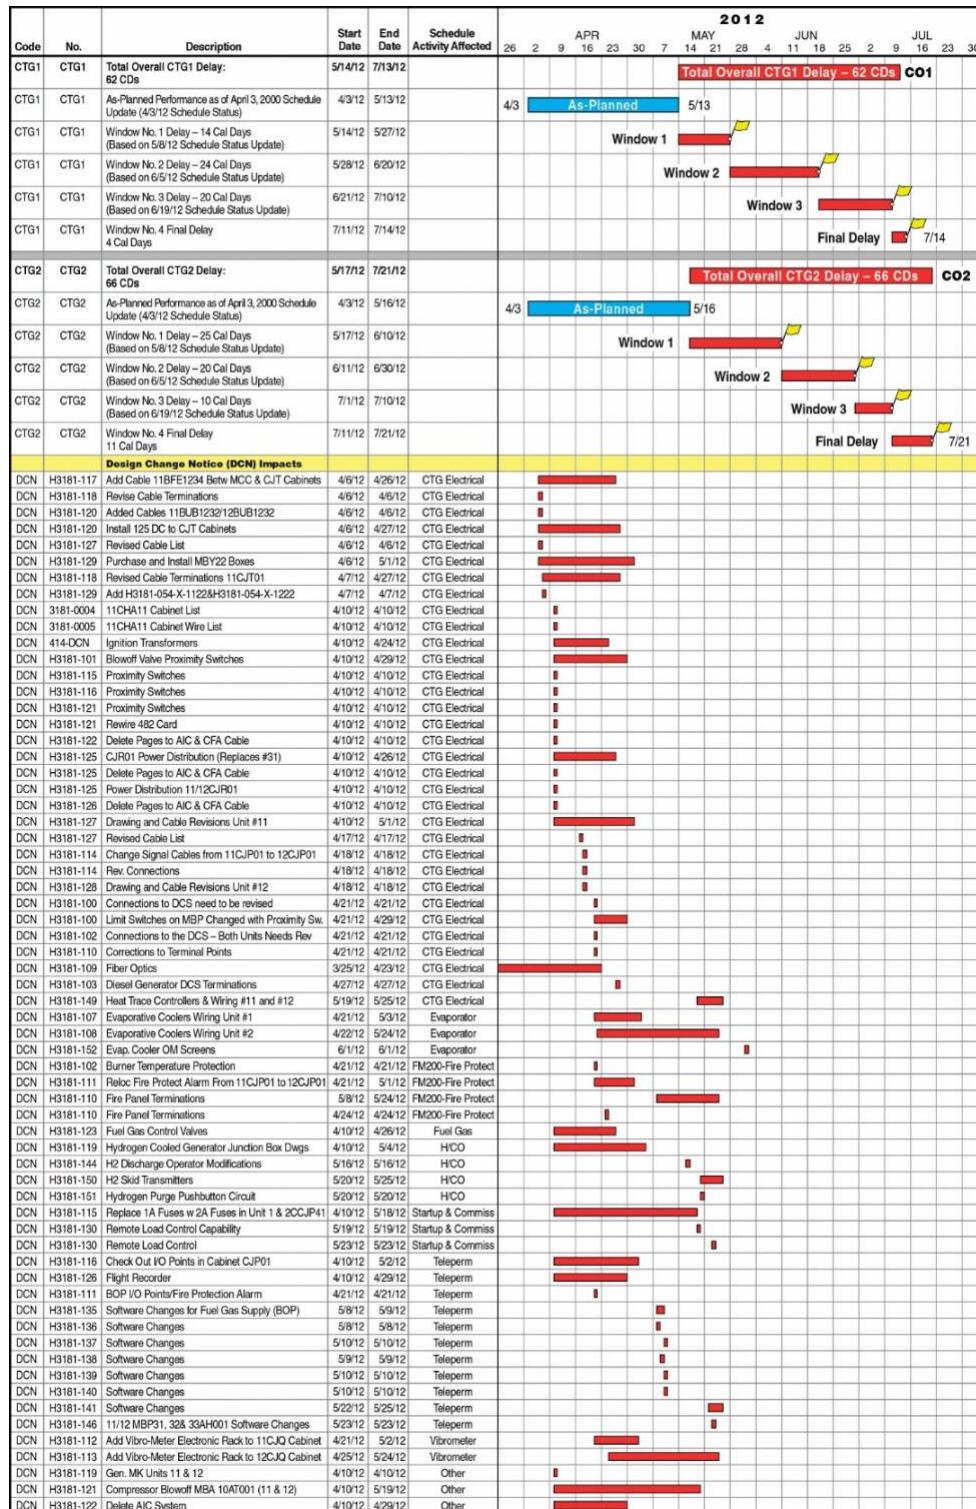 2012
APR MAY JUN JUL
Code No. Description Start Date End Date Schedule Activity Affected 26 2 9 16 23 30 7 14 21 28 4 11 18 25 2 9 16 23 30
CTG1 CTG1 Total Overall CTG1 Delay: 5/14/12 7/13/12 Total Overall CTG1 Delay – 62 CDs CO1
62 CDs
CTG1 CTG1 As-Planned Performance as of April 3, 2000 Schedule 4/3/12 5/13/12 4/3 As-Planned 5/13
Update (4/3/12 Schedule Status)
CTG1 CTG1 Window No. 1 Delay – 14 Cal Days 5/14/12 5/27/12 Window 1
(Based on 5/8/12 Schedule Status Update)
CTG1 CTG1 Window No. 2 Delay – 24 Cal Days 5/28/12 6/20/12 Window 2
(Based on 6/5/12 Schedule Status Update)
CTG1 CTG1 Window No. 3 Delay – 20 Cal Days 6/21/12 7/10/12 Window 3
(Based on 6/19/12 Schedule Status Update)
CTG1 CTG1 Window No. 4 Final Delay 7/11/12 7/14/12 Final Delay 7/14
4 Cal Days
CTG2 CTG2 Total Overall CTG2 Delay: 5/17/12 7/21/12 Total Overall CTG2 Delay – 66 CDs CO2
66 CDs
CTG2 CTG2 As-Planned Performance as of April 3, 2000 Schedule 4/3/12 5/16/12 4/3 As-Planned 5/16
Update (4/3/12 Schedule Status)
CTG2 CTG2 Window No. 1 Delay – 25 Cal Days 5/17/12 6/10/12 Window 1
(Based on 5/8/12 Schedule Status Update)
CTG2 CTG2 Window No. 2 Delay – 20 Cal Days 6/11/12 6/30/12 Window 2
(Based on 6/5/12 Schedule Status Update)
CTG2 CTG2 Window No. 3 Delay – 10 Cal Days 7/1/12 7/10/12 Window 3
(Based on 6/19/12 Schedule Status Update)
CTG2 CTG2 Window No. 4 Final Delay 7/11/12 7/21/12 Final Delay 7/21
11 Cal Days
Design Change Notice (DCN) Impacts
DCN H3181-117 Add Cable 11BFE1234 Betw MCC & CJT Cabinets 4/6/12 4/26/12 CTG Electrical
DCN H3181-118 Revise Cable Terminations 4/6/12 4/6/12 CTG Electrical
DCN H3181-120 Added Cables 11BUB1232/12BUB1232 4/6/12 4/6/12 CTG Electrical
DCN H3181-120 Install 125 DC to CJT Cabinets 4/6/12 4/27/12 CTG Electrical
DCN H3181-127 Revised Cable List 4/6/12 4/6/12 CTG Electrical
DCN H3181-129 Purchase and Install MBY22 Boxes 4/6/12 5/1/12 CTG Electrical
DCN H3181-118 Revised Cable Terminations 11CJT01 4/7/12 4/27/12 CTG Electrical
DCN H3181-129 Add H3181-054-X-1122&H3181-054-X-1222 4/7/12 4/7/12 CTG Electrical
DCN 3181-0004 11CHA11 Cabinet List 4/10/12 4/10/12 CTG Electrical
DCN 3181-0005 11CHA11 Cabinet Wire List 4/10/12 4/10/12 CTG Electrical
DCN 414-DCN Ignition Transformers 4/10/12 4/24/12 CTG Electrical
DCN H3181-101 Blowoff Valve Proximity Switches 4/10/12 4/29/12 CTG Electrical
DCN H3181-115 Proximity Switches 4/10/12 4/10/12 CTG Electrical
DCN H3181-116 Proximity Switches 4/10/12 4/10/12 CTG Electrical
DCN H3181-121 Proximity Switches 4/10/12 4/10/12 CTG Electrical
DCN H3181-121 Rewire 482 Card 4/10/12 4/10/12 CTG Electrical
DCN H3181-122 Delete Pages to AIC & CFA Cable 4/10/12 4/10/12 CTG Electrical
DCN H3181-125 CJR01 Power Distribution (Replaces #31) 4/10/12 4/26/12 CTG Electrical
DCN H3181-125 Delete Pages to AIC & CFA Cable 4/10/12 4/10/12 CTG Electrical
DCN H3181-125 Power Distribution 11/12CJR01 4/10/12 4/10/12 CTG Electrical
DCN H3181-126 Delete Pages to AIC & CFA Cable 4/10/12 4/10/12 CTG Electrical
DCN H3181-127 Drawing and Cable Revisions Unit #11 4/10/12 5/1/12 CTG Electrical
DCN H3181-127 Revised Cable List 4/17/12 4/17/12 CTG Electrical
DCN H3181-114 Change Signal Cables from 11CJP01 to 12CJP01 4/18/12 4/18/12 CTG Electrical
DCN H3181-114 Rev. Connections 4/18/12 4/18/12 CTG Electrical
DCN H3181-128 Drawing and Cable Revisions Unit #12 4/18/12 4/18/12 CTG Electrical
DCN H3181-100 Connections to DCS need to be revised 4/21/12 4/21/12 CTG Electrical
DCN H3181-100 Limit Switches on MBP Changed with Proximity Sw. 4/21/12 4/29/12 CTG Electrical
DCN H3181-102 Connections to the DCS – Both Units Needs Rev 4/21/12 4/21/12 CTG Electrical
DCN H3181-110 Corrections to Terminal Points 4/21/12 4/21/12 CTG Electrical
DCN H3181-109 Fiber Optics 3/25/12 4/23/12 CTG Electrical
DCN H3181-103 Diesel Generator DCS Terminations 4/27/12 4/27/12 CTG Electrical
DCN H3181-149 Heat Trace Controllers & Wiring #11 and #12 5/19/12 5/25/12 CTG Electrical
DCN H3181-107 Evaporative Coolers Wiring Unit #1 4/21/12 5/3/12 Evaporator
DCN H3181-108 Evaporative Coolers Wiring Unit #2 4/22/12 5/24/12 Evaporator
DCN H3181-152 Evap. Cooler OM Screens 6/1/12 6/1/12 Evaporator
DCN H3181-102 Burner Temperature Protection 4/21/12 4/21/12 FM200-Fire Protect
DCN H3181-111 Reloc Fire Protect Alarm From 11CJP01 to 12CJP01 4/21/12 5/1/12 FM200-Fire Protect
DCN H3181-110 Fire Panel Terminations 5/8/12 5/24/12 FM200-Fire Protect
DCN H3181-110 Fire Panel Terminations 4/24/12 4/24/12 FM200-Fire Protect
DCN H3181-123 Fuel Gas Control Valves 4/10/12 4/26/12 Fuel Gas
DCN H3181-119 Hydrogen Cooled Generator Junction Box Dwgs 4/10/12 5/4/12 H/CO
DCN H3181-144 H2 Discharge Operator Modifications 5/16/12 5/16/12 H/CO
DCN H3181-150 H2 Skid Transmitters 5/20/12 5/25/12 H/CO
DCN H3181-151 Hydrogen Purge Pushbutton Circuit 5/20/12 5/20/12 H/CO
DCN H3181-115 Replace 1A Fuses w 2A Fuses in Unit 1 & 2CCJP41 4/10/12 5/18/12 Startup & Commiss
DCN H3181-130 Remote Load Control Capability 5/19/12 5/19/12 Startup & Commiss
DCN H3181-130 Remote Load Control 5/23/12 5/23/12 Startup & Commiss
DCN H3181-116 Check Out I/O Points in Cabinet CJP01 4/10/12 5/2/12 Teleperm
DCN H3181-126 Flight Recorder 4/10/12 4/29/12 Teleperm
DCN H3181-111 BOP I/O Points/Fire Protection Alarm 4/21/12 4/21/12 Teleperm
DCN H3181-135 Software Changes for Fuel Gas Supply (BOP) 5/8/12 5/9/12 Teleperm
DCN H3181-136 Software Changes 5/8/12 5/8/12 Teleperm
DCN H3181-137 Software Changes 5/10/12 5/10/12 Teleperm
DCN H3181-138 Software Changes 5/9/12 5/9/12 Teleperm
DCN H3181-139 Software Changes 5/10/12 5/10/12 Teleperm
DCN H3181-140 Software Changes 5/10/12 5/10/12 Teleperm
DCN H3181-141 Software Changes 5/22/12 5/25/12 Teleperm
DCN H3181-146 11/12 MBP31, 32& 33AH001 Software Changes 5/23/12 5/23/12 Teleperm
DCN H3181-112 Add Vibro-Meter Electronic Rack to 11CJQ Cabinet 4/21/12 5/2/12 Vibrometer
DCN H3181-113 Add Vibro-Meter Electronic Rack to 12CJQ Cabinet 4/25/12 5/24/12 Vibrometer
DCN H3181-119 Gen. MK Units 11 & 12 4/10/12 4/10/12 Other
DCN H3181-121 Compressor Blowoff MBA 10AT001 (11 & 12) 4/10/12 5/19/12 Other
DCN H3181-122 Delete AIC System 4/10/12 4/29/12 Other